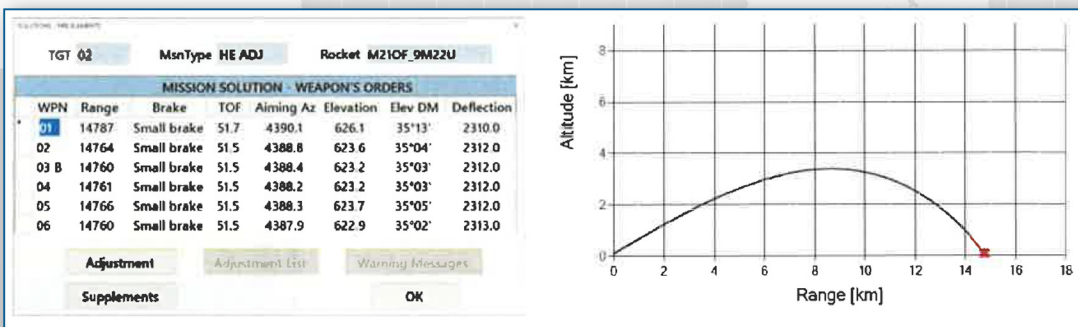 SOLUTIONS - FIRE ELEMENTS
TGT 02 MsnType HE ADJ Rocket M21OF_9M22U
MISSION SOLUTION - WEAPON'S ORDERS
WPN Range Brake TOF Aiming Az Elevation Elev DM Deflection
01 14787 Small brake 51.7 4390.1 626.1 35°13' 2310.0
02 14764 Small brake 51.5 4388.8 623.6 35°04' 2312.0
03 B 14760 Small brake 51.5 4388.4 623.2 35°03' 2312.0
04 14761 Small brake 51.5 4388.2 623.2 35°03' 2312.0
05 14766 Small brake 51.5 4388.3 623.7 35°05' 2312.0
06 14760 Small brake 51.5 4387.9 622.9 35°02' 2313.0
Adjustment Adjustment List Warning Messages
Supplements OK
Altitude [km]
8
6
4
2
0
0 2 4 6 8 10 12 14 16 18
Range [km]